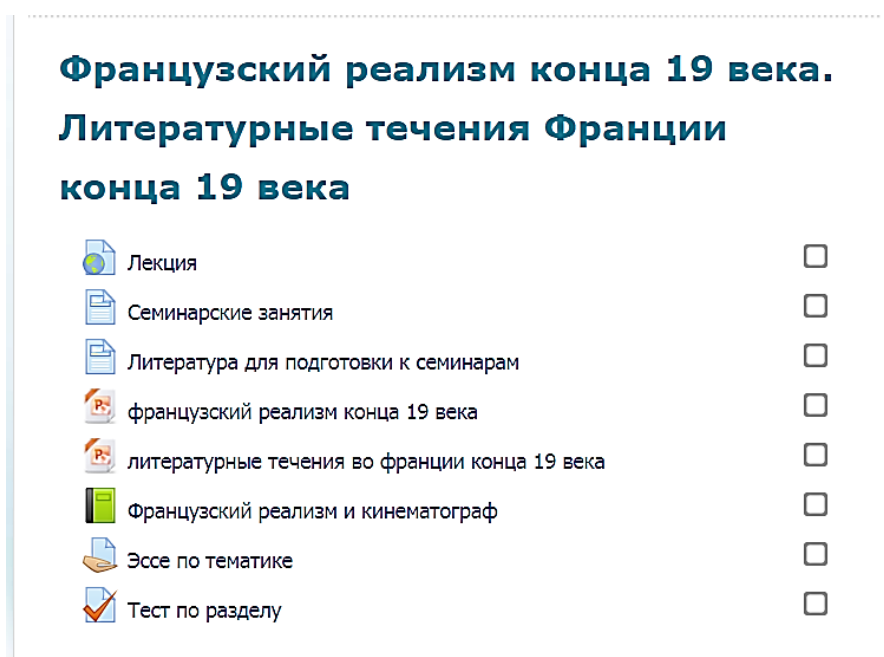 Французский реализм конца 19 века.
Литературные течения Франции
конца 19 века
Лекция
Семинарские занятия
Литература для подготовки к семинарам
французский реализм конца 19 века
литературные течения во франции конца 19 века
Французский реализм и кинематограф
Эссе по тематике
Тест по разделу